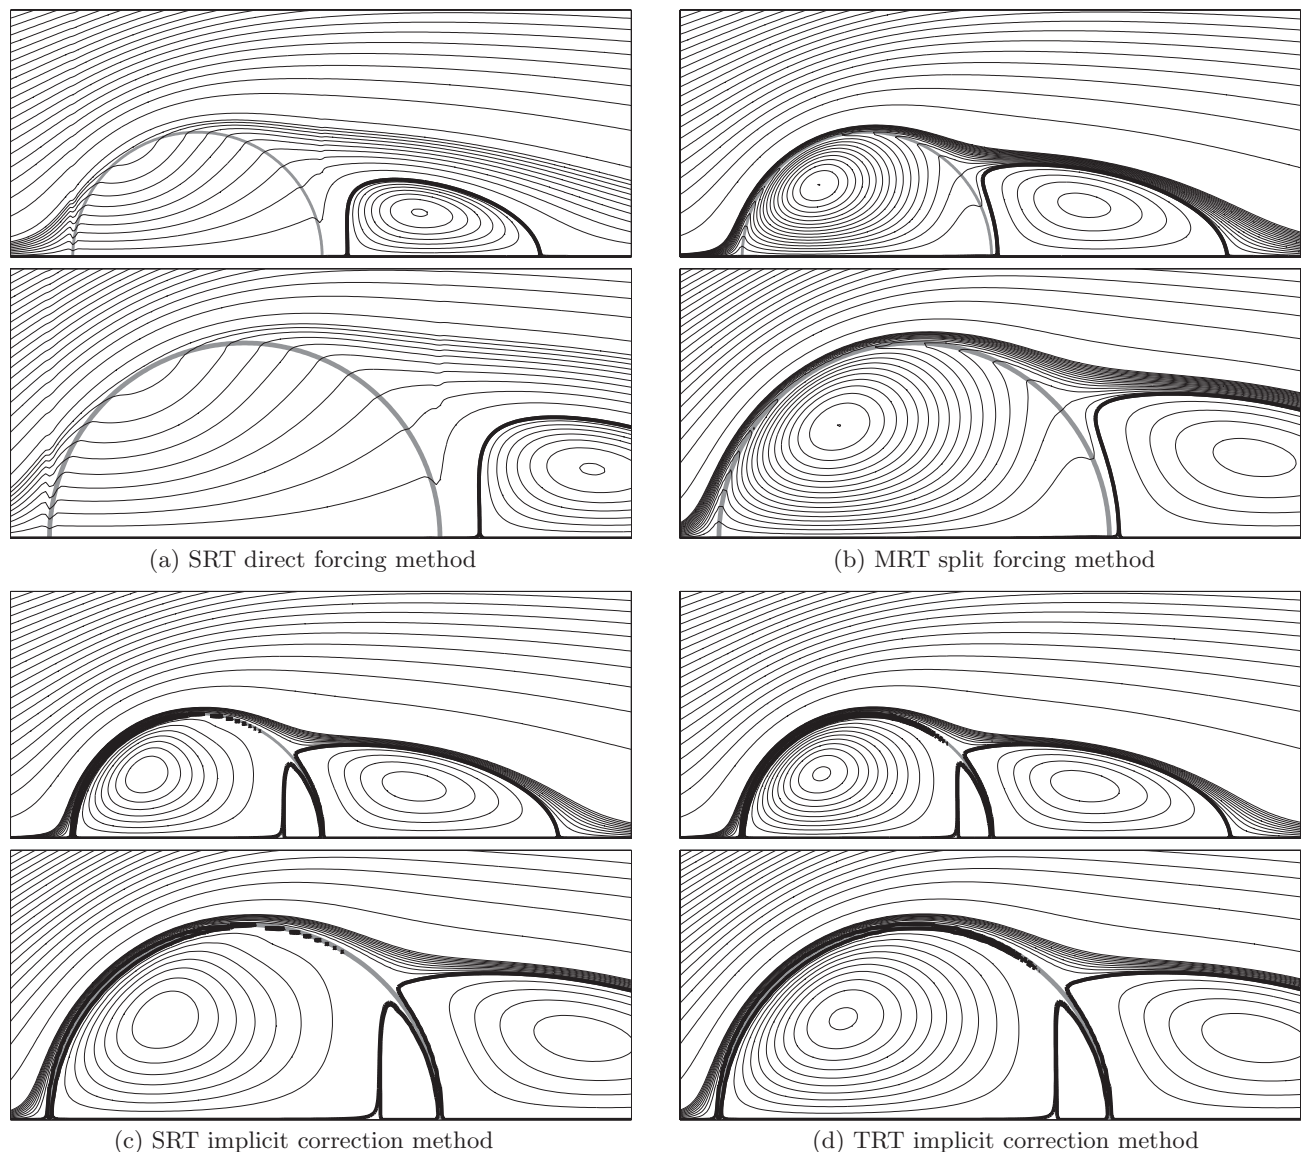 (a) SRT direct forcing method
(b) MRT split forcing method
(c) SRT implicit correction method
(d) TRT implicit correction method